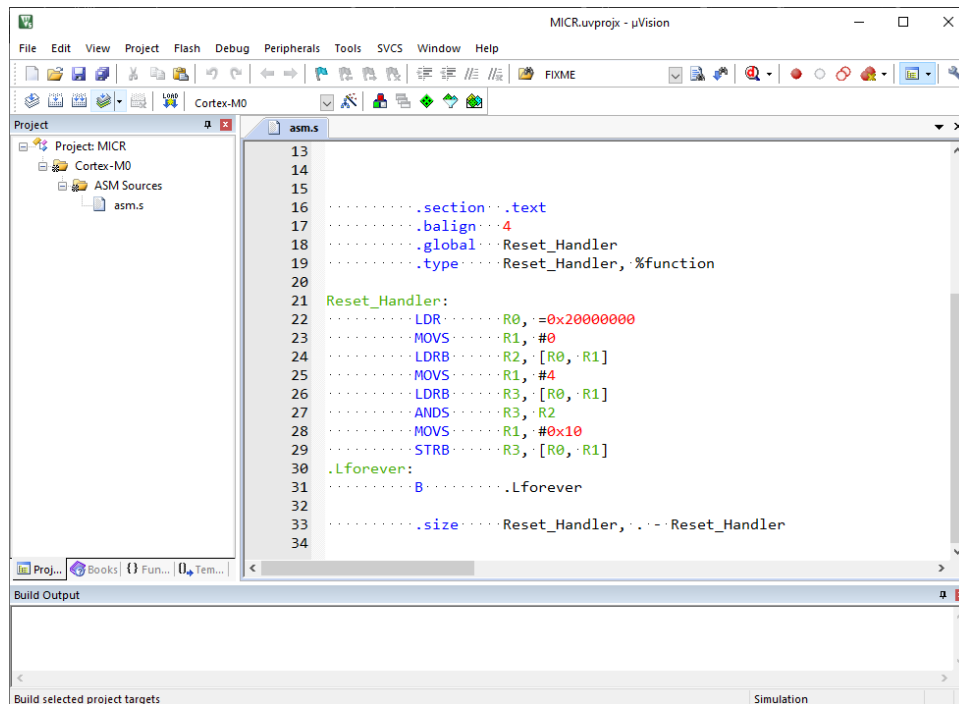 MICR.uvprojx - µVision
File Edit View Project Flash Debug Peripherals Tools SVCS Window Help
FIXME
LOAD
Cortex-M0
Project
Project: MICR
Cortex-M0
ASM Sources
asm.s
asm.s
13
14
15
16 .section .text
17 .balign 4
18 .global Reset_Handler
19 .type Reset_Handler, %function
20
21 Reset_Handler:
22 LDR R0, =0x20000000
23 MOVS R1, #0
24 LDRB R2, [R0, R1]
25 MOVS R1, #4
26 LDRB R3, [R0, R1]
27 ANDS R3, R2
28 MOVS R1, #0x10
29 STRB R3, [R0, R1]
30 .Lforever:
31 B .Lforever
32
33 .size Reset_Handler, . - Reset_Handler
34
Proj... Books {} Fun... 0 Tem...
Build Output
Build selected project targets Simulation